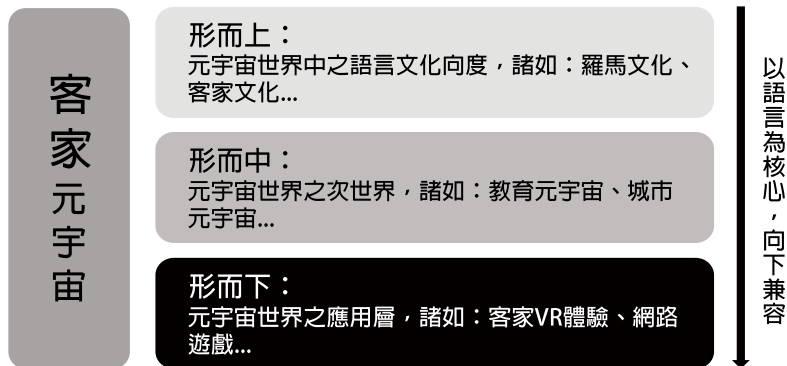 客家元宇宙
形而上：
元宇宙世界中之語言文化向度，諸如：羅馬文化、
客家文化...
形而中：
元宇宙世界之次世界，諸如：教育元宇宙、城市
元宇宙...
形而下：
元宇宙世界之應用層，諸如：客家VR體驗、網路
遊戲...
以語言為核心，向下兼容